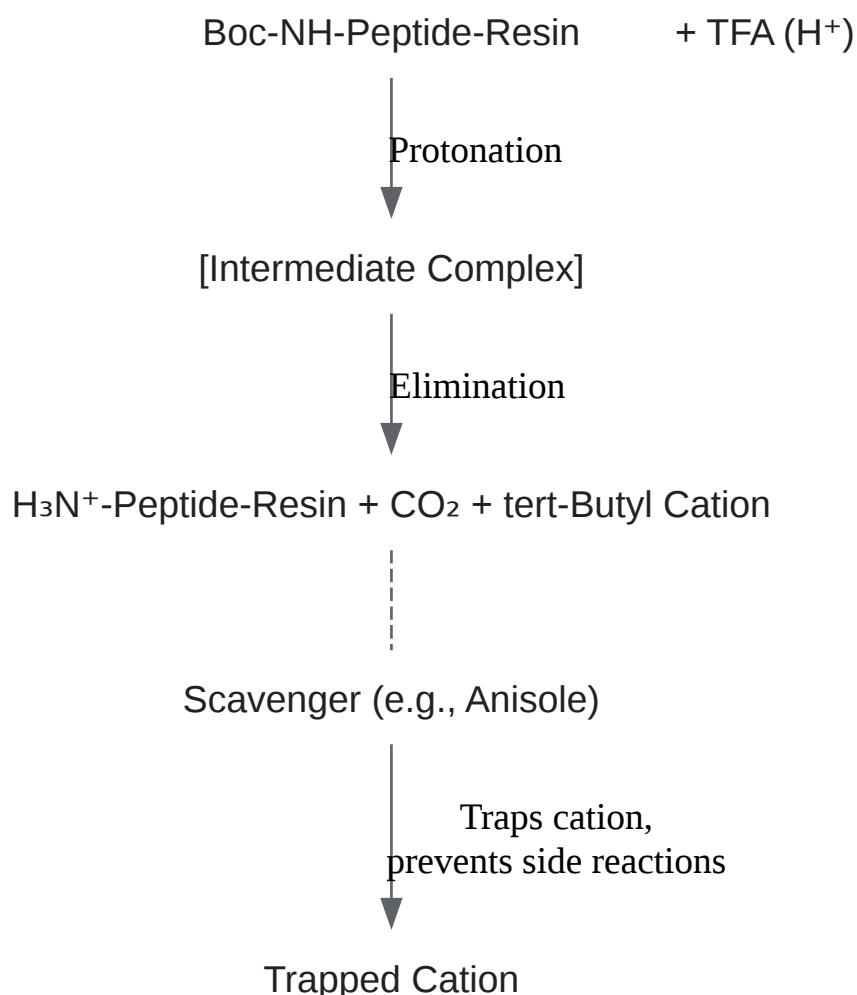 Boc-NH-Peptide-Resin + TFA (H⁺)
Protonation
[Intermediate Complex]
Elimination
H₃N⁺-Peptide-Resin + CO₂ + tert-Butyl Cation
Scavenger (e.g., Anisole)
Traps cation,
prevents side reactions
Trapped Cation